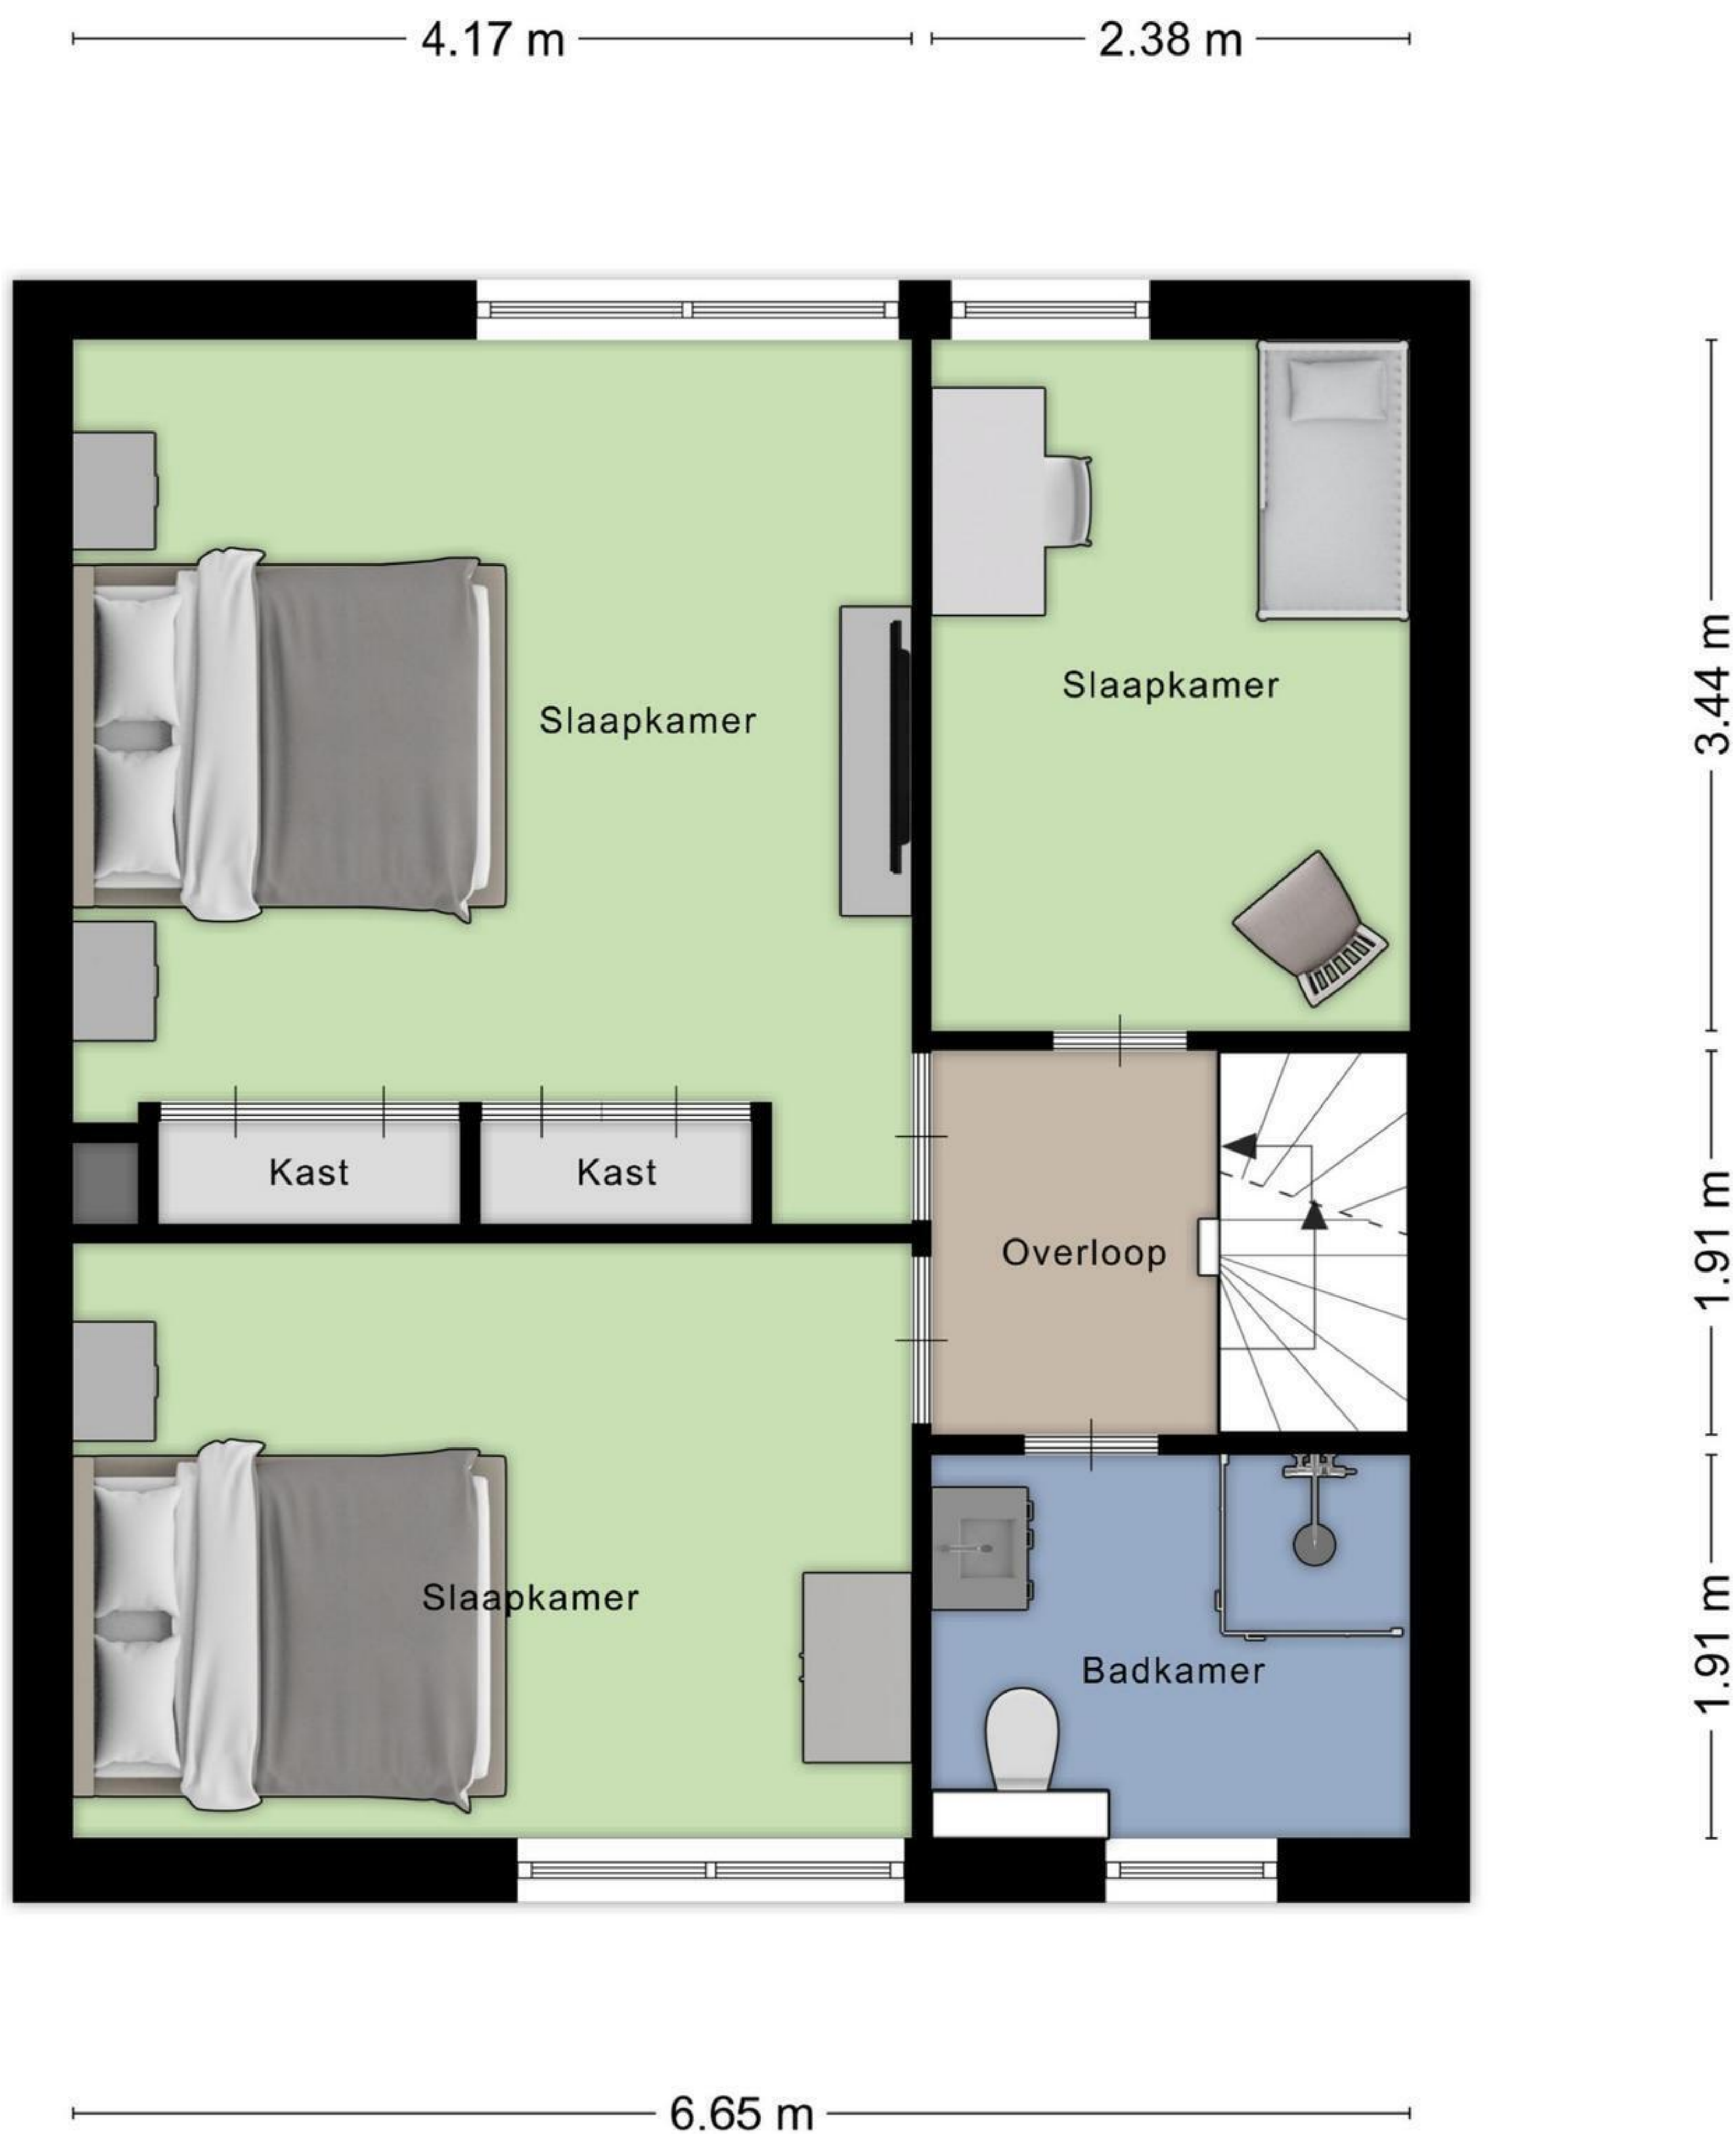 4.17 m
2.38 m
Slaapkamer
Slaapkamer
3.44 m
Kast
Kast
Overloop
1.91 m
Slaapkamer
Badkamer
1.91 m
6.65 m